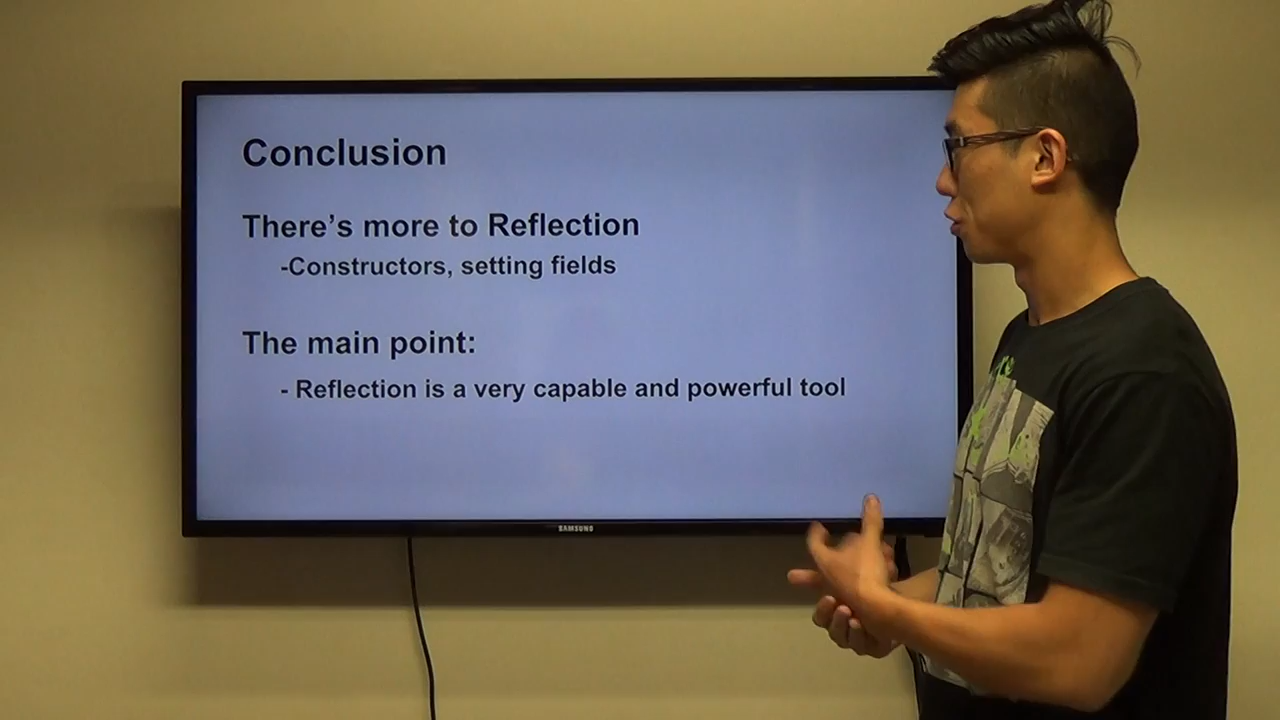 Conclusion
There's more to Reflection
-Constructors, setting fields
The main point:
- Reflection is a very capable and powerful tool
SAMSUNG